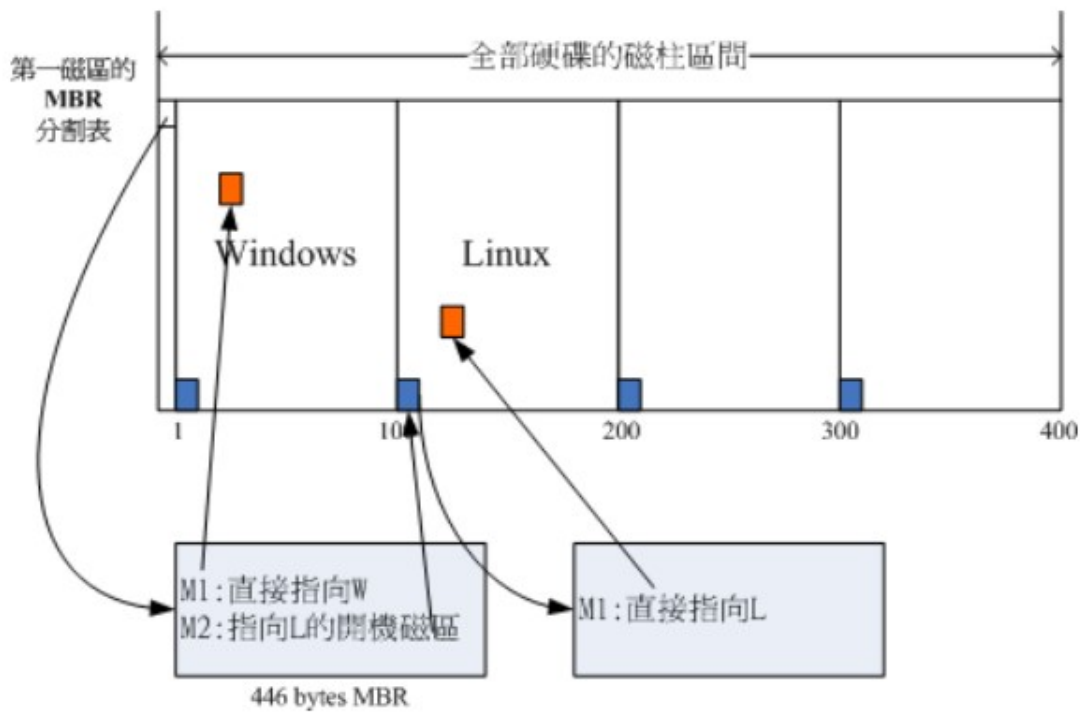 全部硬碟的磁柱區問
第一磁區的
MBR
分割表
Windows
Linux
1
10
200
300
400
M1:直接指向W
M2:指向L的開機磁區
M1:直接指向L
446 bytes MBR